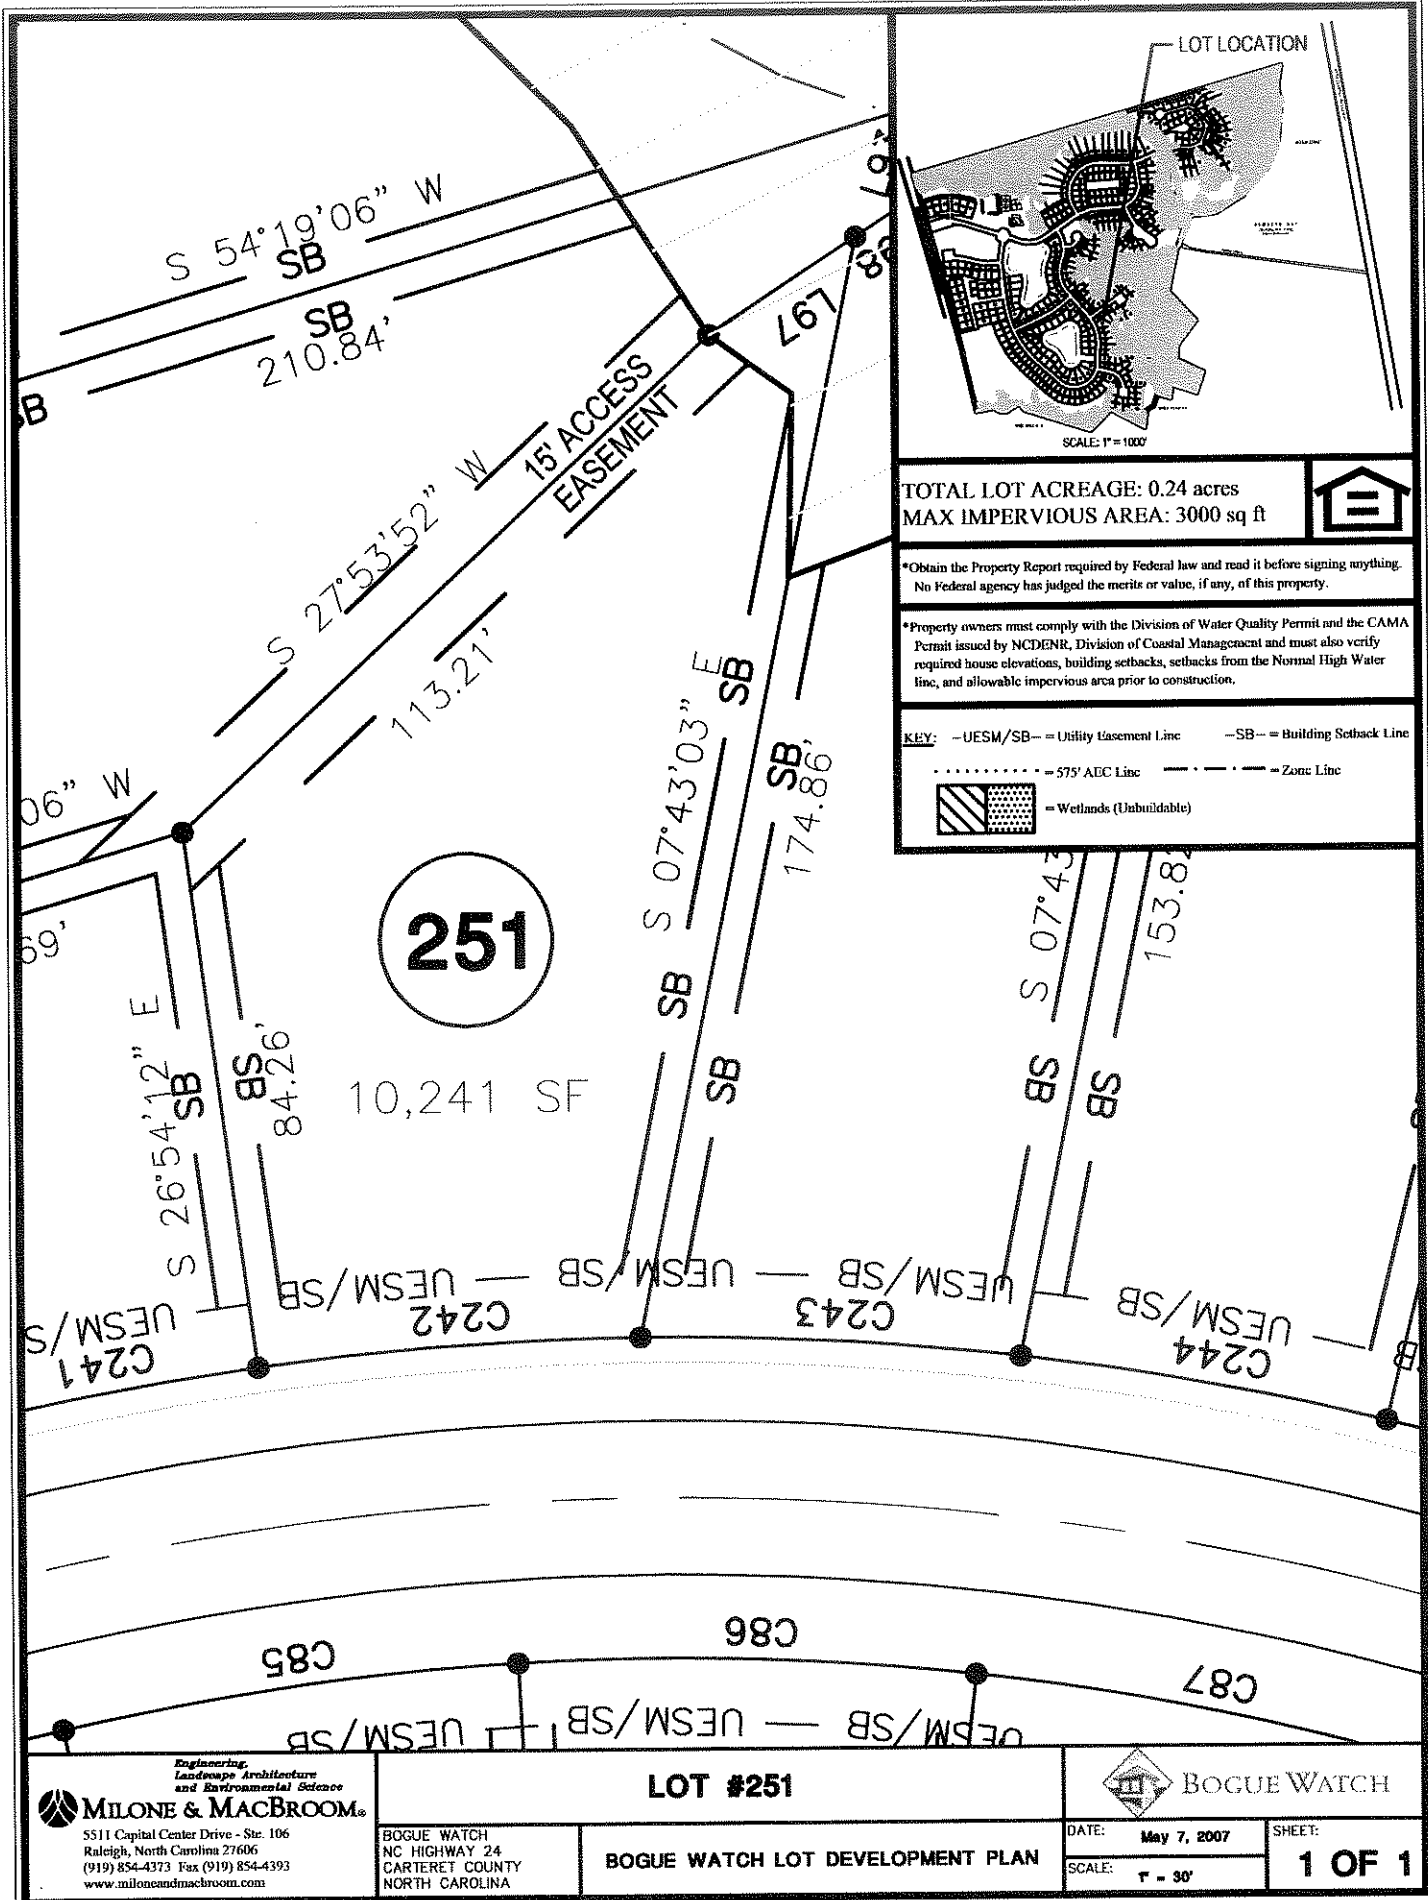 LOT LOCATION
SCALE: 1" = 1000'
TOTAL LOT ACREAGE: 0.24 acres
MAX IMPERVIOUS AREA: 3000 sq ft
*Obtain the Property Report required by Federal law and read it before signing anything.
No Federal agency has judged the merits or value, if any, of this property.
*Property owners must comply with the Division of Water Quality Permit and the CAMA
Permit issued by NCDENR, Division of Coastal Management and must also verify
required house elevations, building setbacks, setbacks from the Normal High Water
line, and allowable impervious area prior to construction.
KEY: -UESM/SB- = Utility Easement Line -SB- = Building Setback Line
= 575' AEC Line = Zone Line
= Wetlands (Unbuildable)
S 54°19'06" W
SB
SB
210.84'
SB
L97
15' ACCESS
EASEMENT
S 27°53'52" W
113.21'
06" W
69'
S 07°43'03" E
SB
SB
174.86'
SB
SB
251
10,241 SF
S 26°54'12" E
SB
SB
84.26'
S 07°43
153.82
SB
SB
UESM/S
UESM/SB
UESM/SB
UESM/SB
UESM/SB
C241
C242
C243
C244
C85
C86
C87
UESM/SB
UESM/SB
UESM/SB
Engineering,
Landscape Architecture
and Environmental Science
MILONE & MACBROOM®
5511 Capital Center Drive - Ste. 106
Raleigh, North Carolina 27606
(919) 854-4373 Fax (919) 854-4393
www.miloneandmacbroom.com
LOT #251
BOGUE WATCH
NC HIGHWAY 24
CARTERET COUNTY
NORTH CAROLINA
BOGUE WATCH LOT DEVELOPMENT PLAN
BOGUE WATCH
DATE: May 7, 2007
SCALE: 1" = 30'
SHEET:
1 OF 1